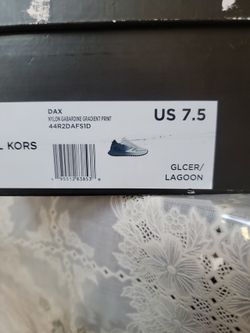 DAX
NYLON GABARDINE GRADIENT PRINT
44R2DAFS1D
US 7.5
L KORS
GLCER/
LAGOON